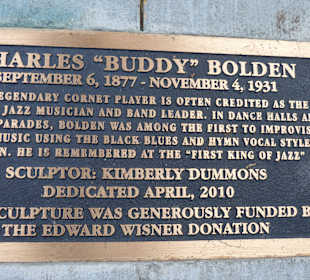 HARLES "BUDDY" BOLDEN
SEPTEMBER 6, 1877 - NOVEMBER 4, 1931
EGENDARY CORNET PLAYER IS OFTEN CREDITED AS THE
JAZZ MUSICIAN AND BAND LEADER. IN DANCE HALLS A
PARADES, BOLDEN WAS AMONG THE FIRST TO IMPROVIS
MUSIC USING THE BLACK BLUES AND HYMN VOCAL STYLE
N. HE IS REMEMBERED AT THE "FIRST KING OF JAZZ"
SCULPTOR: KIMBERLY DUMMONS
DEDICATED APRIL, 2010
SCULPTURE WAS GENEROUSLY FUNDED B
THE EDWARD WISNER DONATION